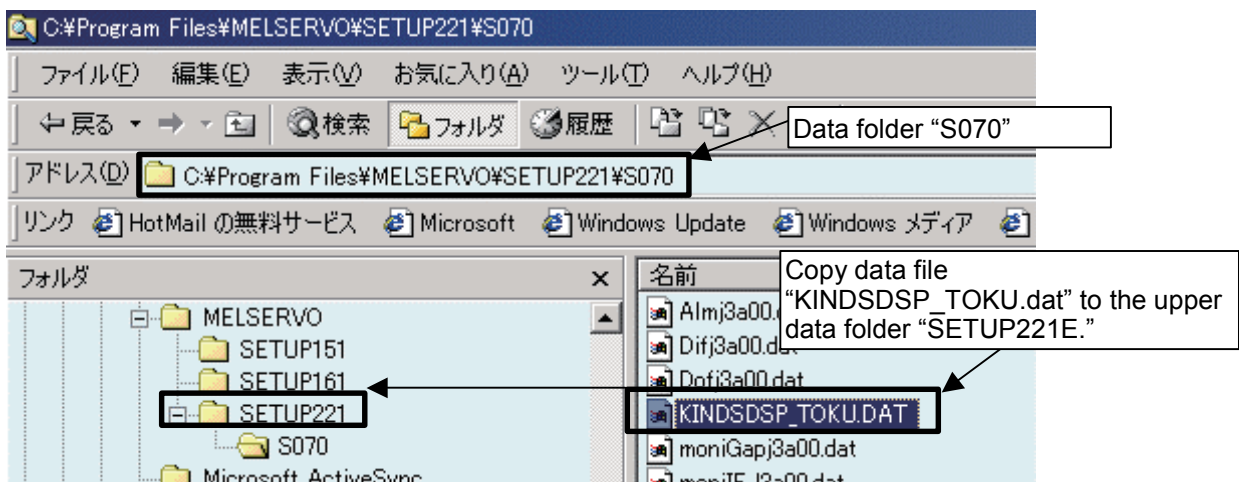 C:¥Program Files¥MELSERVO¥SETUP221¥S070
ファイル(F) 編集(E) 表示(V) お気に入り(A) ツール(T) ヘルプ(H)
戻る 検索 フォルダ 履歴
Data folder “S070”
アドレス(D) C:¥Program Files¥MELSERVO¥SETUP221¥S070
リンク HotMail の無料サービス Microsoft Windows Update Windows メディア
フォルダ
名前
Copy data file
“KINDSDSP_TOKU.dat” to the upper
data folder “SETUP221E.”
MELSERVO
SETUP151
SETUP161
SETUP221
S070
Microsoft ActiveSync
Almj3a00.
Difj3a00.dat
Dofj3a00.dat
KINDSDSP_TOKU.DAT
moniGapj3a00.dat